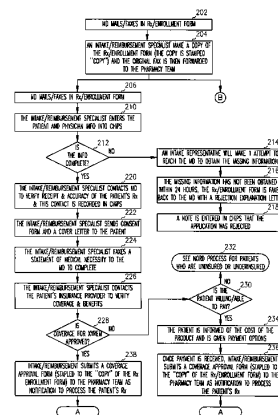 202
MD MAILS/FAXES IN Rx/ENROLLMENT FORM
204
AN INTAKE/REIMBURSEMENT SPECIALIST MAKE A COPY OF
THE Rx/ENROLLMENT FORM (THE COPY IS STAMPED
"COPY") AND THE ORIGINAL FAX IS THEN FORWARDED
TO THE PHARMACY TEAM
206
MD MAILS/FAXES IN Rx/ENROLLMENT FORM
B
210
THE INTAKE/REIMBURSEMENT SPECIALIST ENTERS THE
PATIENT AND PHYSICIAN INFO INTO CHIPS
212
IS
THE INFO
COMPLETE?
NO
YES
214
AN INTAKE REPRESENTATIVE WILL MAKE 1 ATTEMPT TO
REACH THE MD TO OBTAIN THE MISSING INFORMATION
216
THE MISSING INFORMATION HAS NOT BEEN OBTAINED
WITHIN 24 HOURS, THE Rx/ENROLLMENT FORM IS FAXED
BACK TO THE MD WITH A REJECTION EXPLANATION LETTER
218
A NOTE IS ENTERED IN CHIPS THAT THE
APPLICATION WAS REJECTED
220
THE INTAKE/REIMBURSEMENT SPECIALIST CONTACTS MD
TO VERIFY RECEIPT & ACCURACY OF THE PATIENT'S Rx
& THIS CONTACT IS RECORDED IN CHIPS
222
THE INTAKE/REIMBURSEMENT SPECIALIST SENDS CONSENT
FORM AND A COVER LETTER TO THE PATIENT
224
THE INTAKE/REIMBURSEMENT SPECIALIST FAXES A
STATEMENT OF MEDICAL NECESSITY TO THE
MD TO COMPLETE
226
THE INTAKE/REIMBURSEMENT SPECIALIST CONTACTS
THE PATIENT'S INSURANCE PROVIDER TO VERIFY
COVERAGE & BENEFITS
228
IS
COVERAGE FOR XYREM
APPROVED?
NO
YES
232
SEE NORD PROCESS FOR PATIENTS
WHO ARE UNINSURED OR UNDERINSURED
NO
230
IS THE
PATIENT WILLING/ABLE
TO PAY?
YES
234
THE PATIENT IS INFORMED OF THE COST OF THE
PRODUCT AND IS GIVEN PAYMENT OPTIONS
236
ONCE PAYMENT IS RECEIVED, INTAKE/REIMBURSEMENT
SUBMITS A COVERAGE APPROVAL FORM (STAPLED TO
THE "COPY" OF THE Rx/ENROLLMENT FORM) TO THE
PHARMACY TEAM AS NOTIFICATION TO PROCESS
THE PATIENT'S Rx
238
INTAKE/REIMBURSEMENT SUBMITS A COVERAGE
APPROVAL FORM (STAPLED TO THE "COPY" OF THE Rx
ENROLLMENT FORM) TO THE PHARMACY TEAM AS
NOTIFICATION TO PROCESS THE PATIENT'S Rx
A
A